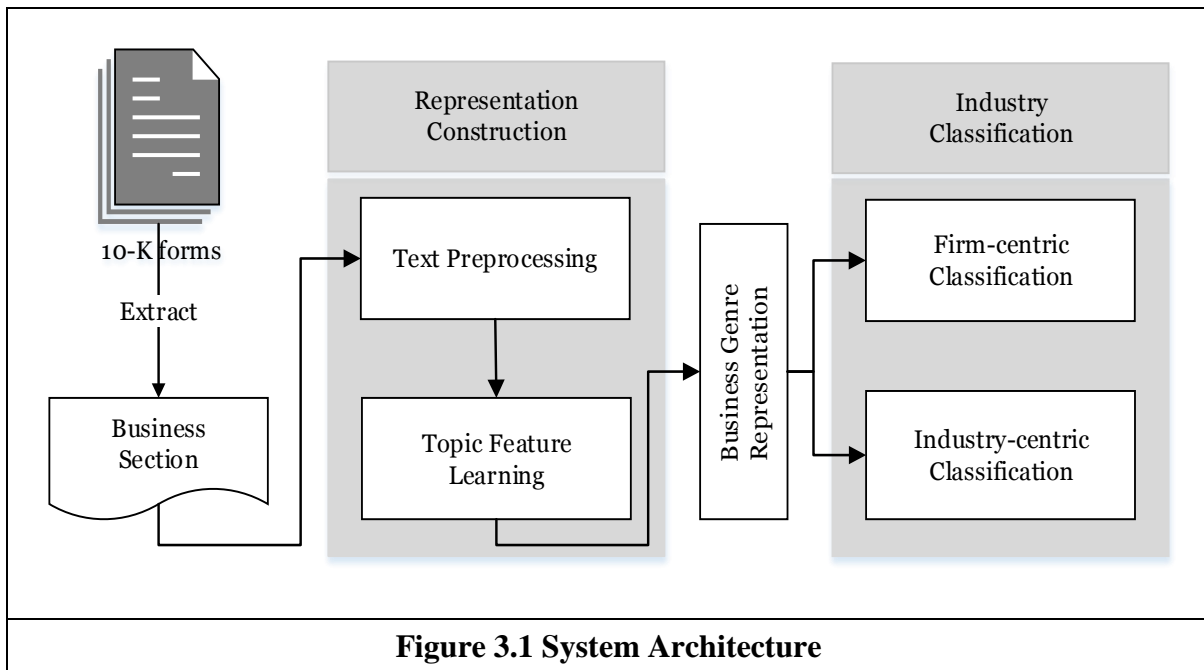 10-K forms
Extract
Business
Section
Representation
Construction
Text Preprocessing
Topic Feature
Learning
Business Genre
Representation
Industry
Classification
Firm-centric
Classification
Industry-centric
Classification
Figure 3.1 System Architecture